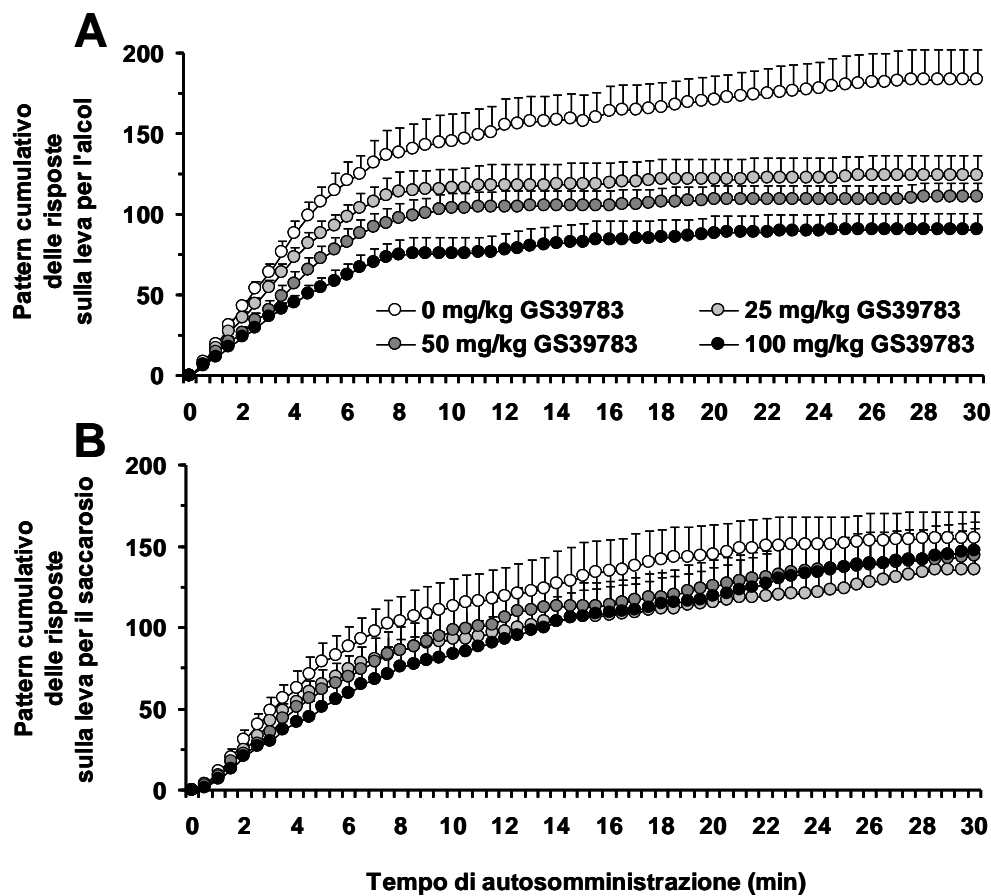 A
200
150
100
50
0
Pattern cumulativo
delle risposte
sulla leva per l'alcol
0 mg/kg GS39783
25 mg/kg GS39783
50 mg/kg GS39783
100 mg/kg GS39783
0 2 4 6 8 10 12 14 16 18 20 22 24 26 28 30
B
200
150
100
50
0
Pattern cumulativo
delle risposte
sulla leva per il saccarosio
0 2 4 6 8 10 12 14 16 18 20 22 24 26 28 30
Tempo di autosomministrazione (min)